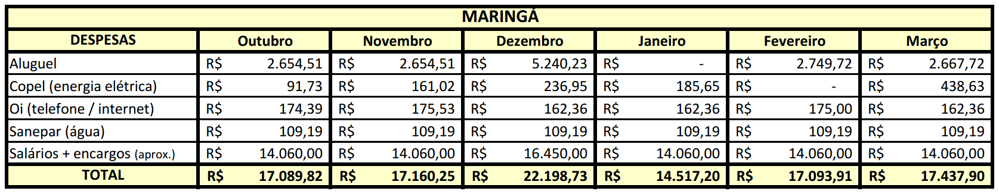 MARINGÁ
DESPESAS Outubro Novembro Dezembro Janeiro Fevereiro Março
Aluguel R$ 2.654,51 R$ 2.654,51 R$ 5.240,23 R$ - R$ 2.749,72 R$ 2.667,72
Copel (energia elétrica) R$ 91,73 R$ 161,02 R$ 236,95 R$ 185,65 R$ - R$ 438,63
Oi (telefone / internet) R$ 174,39 R$ 175,53 R$ 162,36 R$ 162,36 R$ 175,00 R$ 162,36
Sanepar (água) R$ 109,19 R$ 109,19 R$ 109,19 R$ 109,19 R$ 109,19 R$ 109,19
Salários + encargos (aprox.) R$ 14.060,00 R$ 14.060,00 R$ 16.450,00 R$ 14.060,00 R$ 14.060,00 R$ 14.060,00
TOTAL R$ 17.089,82 R$ 17.160,25 R$ 22.198,73 R$ 14.517,20 R$ 17.093,91 R$ 17.437,90